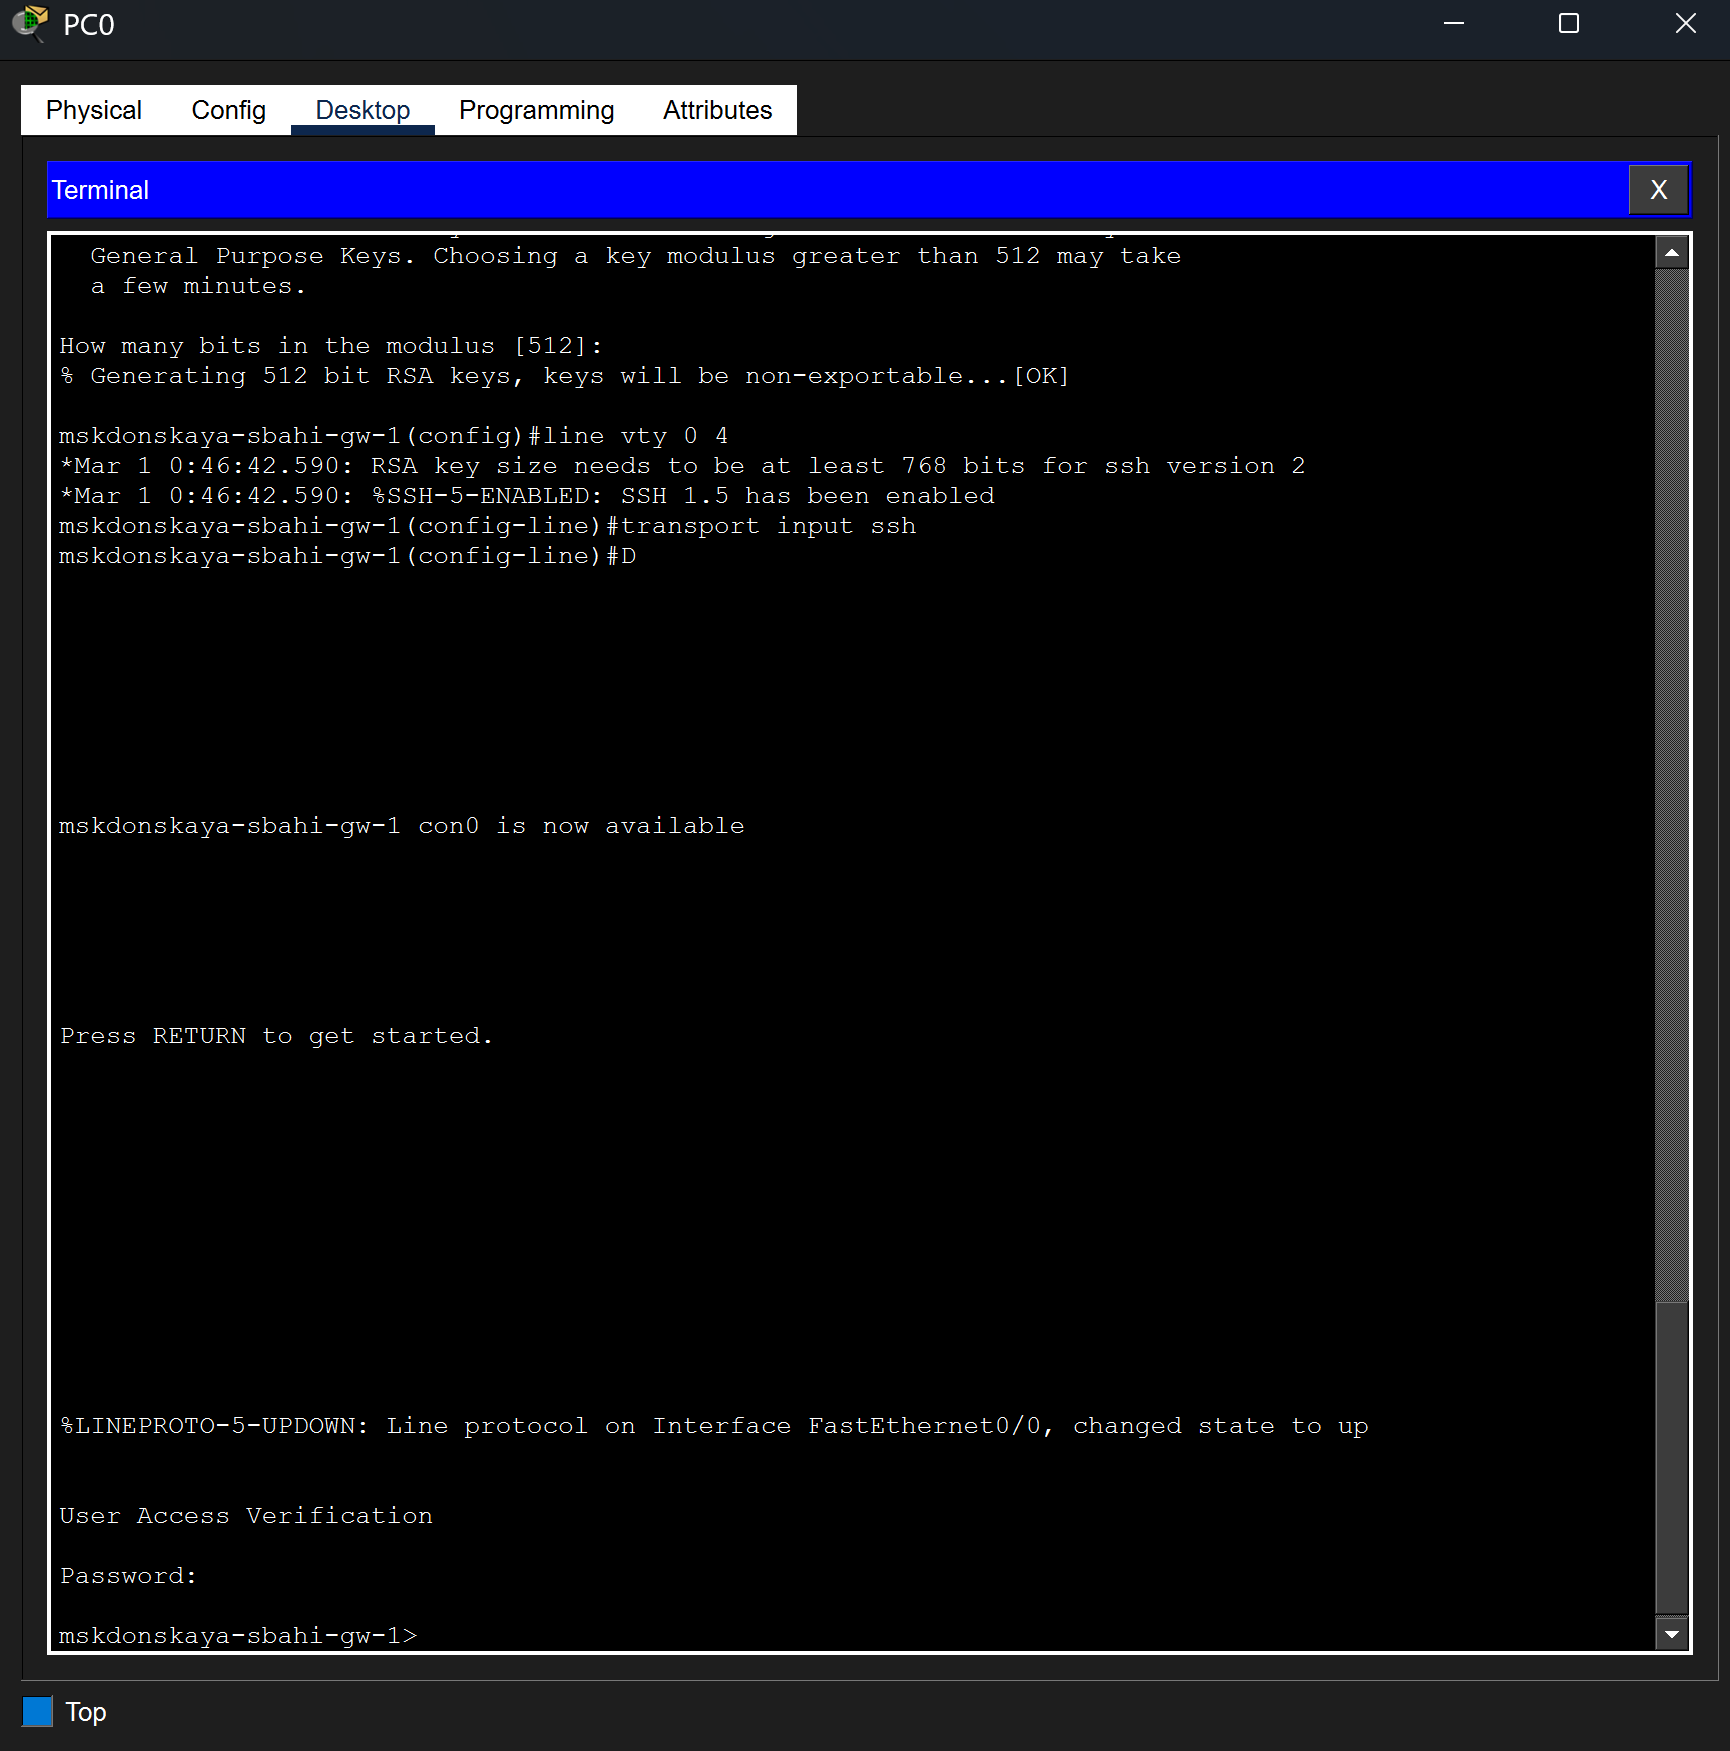 PC0
Physical Config Desktop Programming Attributes
Terminal X
General Purpose Keys. Choosing a key modulus greater than 512 may take
a few minutes.
How many bits in the modulus [512]:
% Generating 512 bit RSA keys, keys will be non-exportable...[OK]
mskdonskaya-sbahi-gw-1(config)#line vty 0 4
*Mar 1 0:46:42.590: RSA key size needs to be at least 768 bits for ssh version 2
*Mar 1 0:46:42.590: %SSH-5-ENABLED: SSH 1.5 has been enabled
mskdonskaya-sbahi-gw-1(config-line)#transport input ssh
mskdonskaya-sbahi-gw-1(config-line)#D
mskdonskaya-sbahi-gw-1 con0 is now available
Press RETURN to get started.
%LINEPROTO-5-UPDOWN: Line protocol on Interface FastEthernet0/0, changed state to up
User Access Verification
Password:
mskdonskaya-sbahi-gw-1>
Top